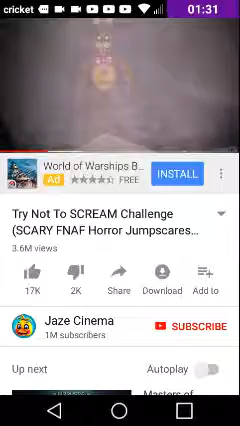 cricket
01:31
World of Warships B...
Ad FREE
INSTALL
Try Not To SCREAM Challenge
(SCARY FNAF Horror Jumpscares...
3.6M views
17K 2K Share Download Add to
Jaze Cinema
1M subscribers
SUBSCRIBE
Up next Autoplay
Masters of